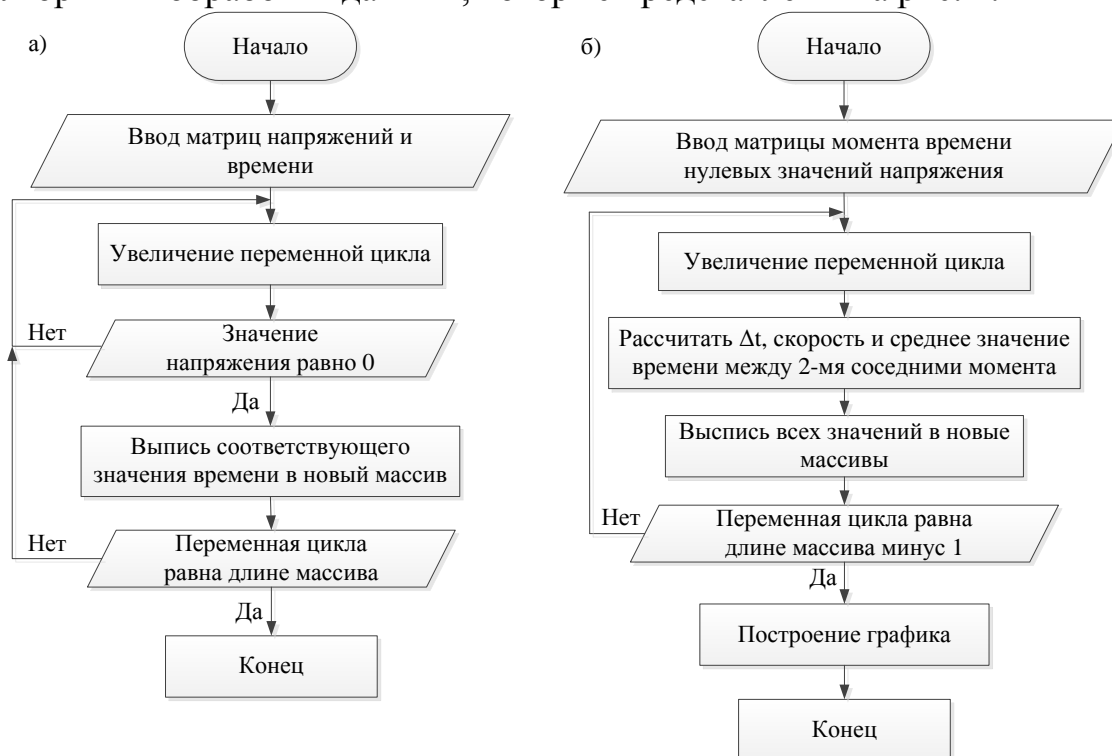 а)
Начало
Ввод матриц напряжений и
времени
Увеличение переменной цикла
Нет
Значение
напряжения равно 0
Да
Выпись соответствующего
значения времени в новый массив
Нет
Переменная цикла
равна длине массива
Да
Конец
б)
Начало
Ввод матрицы момента времени
нулевых значений напряжения
Увеличение переменной цикла
Рассчитать Δt, скорость и среднее значение
времени между 2-мя соседними момента
Выспись всех значений в новые
массивы
Нет
Переменная цикла равна
длине массива минус 1
Да
Построение графика
Конец